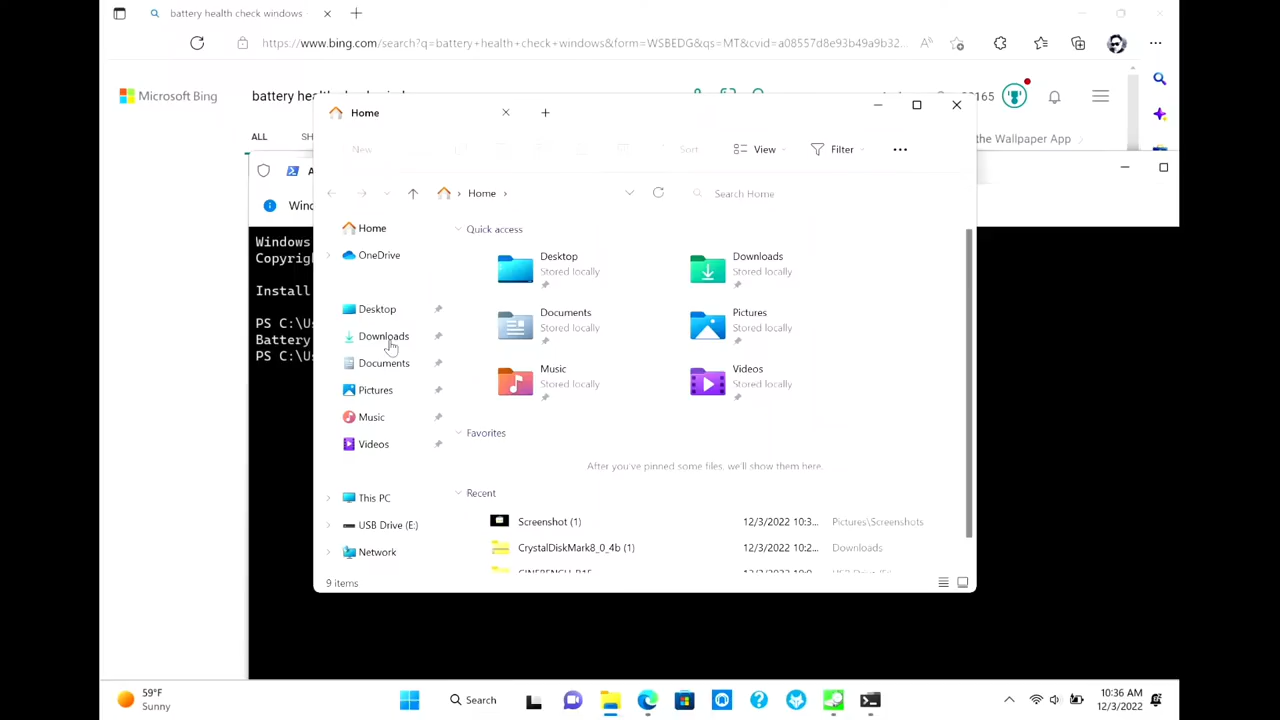 battery health check windows
https://www.bing.com/search?q=battery+health+check+windows&form=WSBEDG&qs=MT&cvid=a08557d8e93b49a9b32...
Microsoft Bing
battery
165
ALL
the Wallpaper App
Home
New
Sort
View
Filter
Home
Search Home
Home
OneDrive
Desktop
Downloads
Documents
Pictures
Music
Videos
This PC
USB Drive (E:)
Network
Quick access
Desktop
Stored locally
Downloads
Stored locally
Documents
Stored locally
Pictures
Stored locally
Music
Stored locally
Videos
Stored locally
Favorites
After you've pinned some files, we'll show them here.
Recent
Screenshot (1) 12/3/2022 10:3... Pictures\Screenshots
CrystalDiskMark8_0_4b (1) 12/3/2022 10:2... Downloads
9 items
Windows
Install
PS C:\
Battery
PS C:\
59°F
Sunny
Search
10:36 AM
12/3/2022